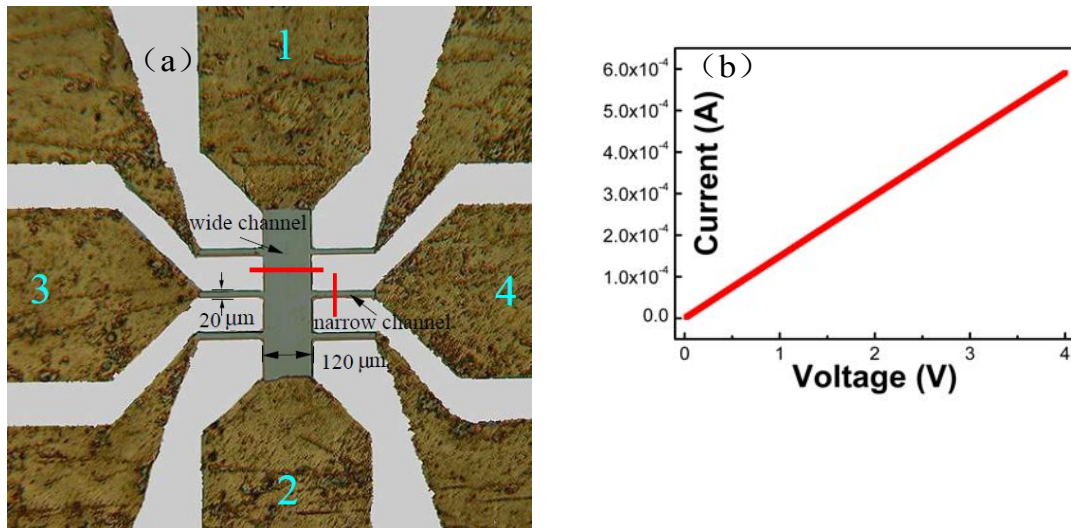 (a)
1
wide channel
3
4
20 μm
narrow channel
120 μm
2
(b)
6.0x10⁻⁴
5.0x10⁻⁴
4.0x10⁻⁴
3.0x10⁻⁴
2.0x10⁻⁴
1.0x10⁻⁴
0.0
Current (A)
0
1
2
3
4
Voltage (V)